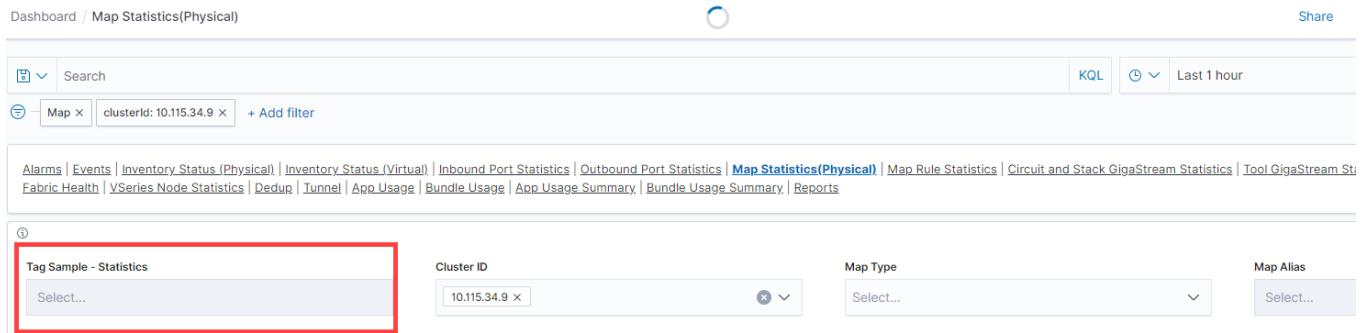 Dashboard / Map Statistics(Physical) Share
Search KQL Last 1 hour
Map × clusterId: 10.115.34.9 × + Add filter
Alarms | Events | Inventory Status (Physical) | Inventory Status (Virtual) | Inbound Port Statistics | Outbound Port Statistics | Map Statistics(Physical) | Map Rule Statistics | Circuit and Stack GigaStream Statistics | Tool GigaStream Sta
Fabric Health | VSeries Node Statistics | Dedup | Tunnel | App Usage | Bundle Usage | App Usage Summary | Bundle Usage Summary | Reports
Tag Sample - Statistics Cluster ID Map Type Map Alias
Select... 10.115.34.9 × Select... Select...